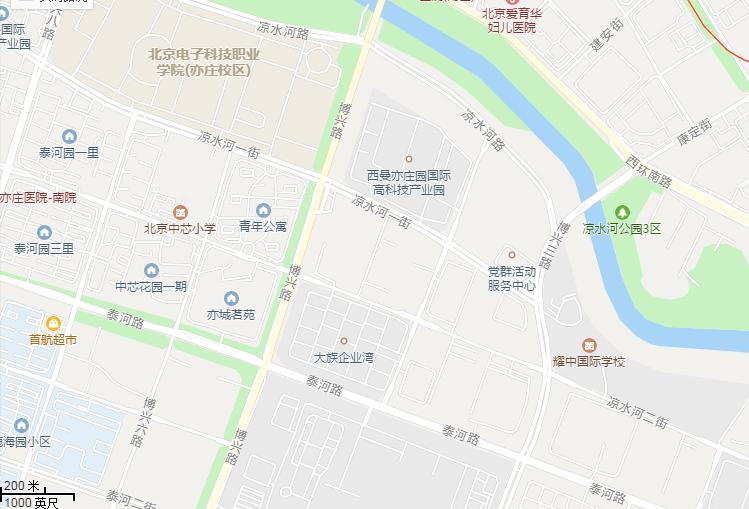 凉水河路
北京爱育华
妇儿医院
建安街
国际
产业园
八路
北京电子科技职业
学院(亦庄校区)
博兴路
凉水河路
康定街
泰河园一里
凉水河一街
西曼亦庄园国际
高科技产业园
西环南路
亦庄医院-南院
北京中芯小学
青年公寓
凉水河一街
凉水河公园3区
泰河园三里
博兴三路
党群活动
服务中心
中芯花园一期
博兴路
亦城茗苑
泰河路
首航超市
大族企业湾
耀中国际学校
泰河路
博兴六路
凉水河二街
海园小区
博兴路
泰河路
200 米
1000 英尺
泰河二街
泰河路